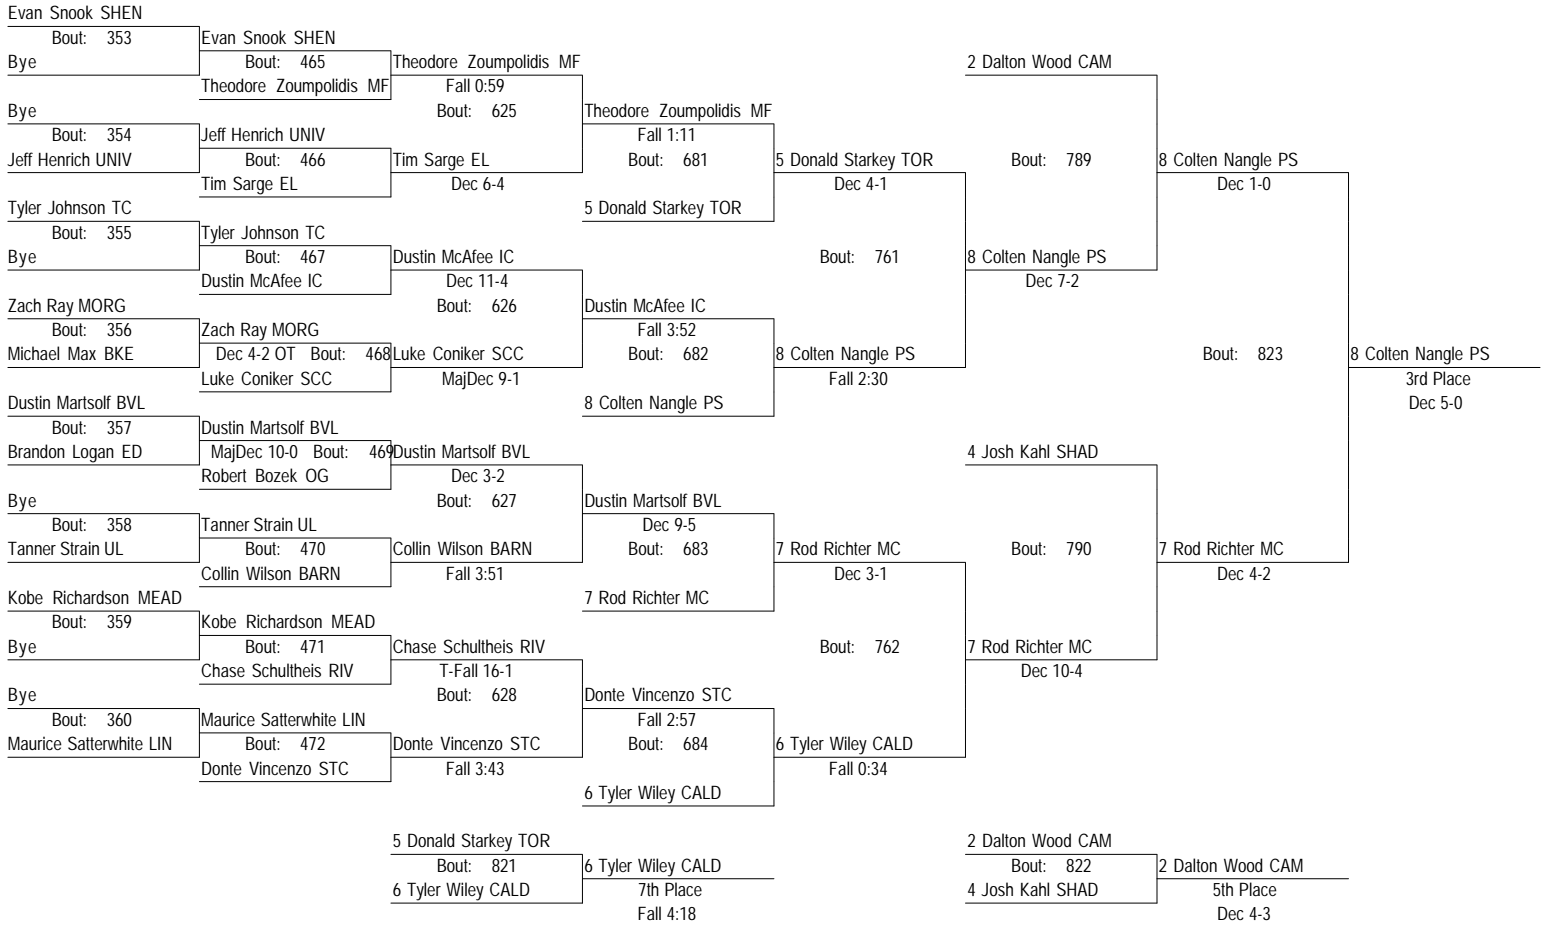 Evan Snook SHEN
Bout: 353
Evan Snook SHEN
Bye
Bout: 465
Theodore Zoumpolidis MF
2 Dalton Wood CAM
Theodore Zoumpolidis MF
Fall 0:59
Bye
Bout: 625
Theodore Zoumpolidis MF
Bout: 354
Jeff Henrich UNIV
Fall 1:11
Jeff Henrich UNIV
Bout: 466
Tim Sarge EL
Bout: 681
5 Donald Starkey TOR
Bout: 789
8 Colten Nangle PS
Tim Sarge EL
Dec 6-4
Dec 4-1
Dec 1-0
Tyler Johnson TC
5 Donald Starkey TOR
Bout: 355
Tyler Johnson TC
Bye
Bout: 467
Dustin McAfee IC
Bout: 761
8 Colten Nangle PS
Dustin McAfee IC
Dec 11-4
Dec 7-2
Zach Ray MORG
Bout: 626
Dustin McAfee IC
Bout: 356
Zach Ray MORG
Fall 3:52
Michael Max BKE
Dec 4-2 OT Bout: 468
Luke Coniker SCC
Bout: 682
8 Colten Nangle PS
Bout: 823
8 Colten Nangle PS
Luke Coniker SCC
MajDec 9-1
Fall 2:30
3rd Place
Dustin Martsolf BVL
8 Colten Nangle PS
Dec 5-0
Bout: 357
Dustin Martsolf BVL
Brandon Logan ED
MajDec 10-0 Bout: 469
Dustin Martsolf BVL
4 Josh Kahl SHAD
Robert Bozek OG
Dec 3-2
Bye
Bout: 627
Dustin Martsolf BVL
Bout: 358
Tanner Strain UL
Dec 9-5
Tanner Strain UL
Bout: 470
Collin Wilson BARN
Bout: 683
7 Rod Richter MC
Bout: 790
7 Rod Richter MC
Collin Wilson BARN
Fall 3:51
Dec 3-1
Dec 4-2
Kobe Richardson MEAD
7 Rod Richter MC
Bout: 359
Kobe Richardson MEAD
Bye
Bout: 471
Chase Schultheis RIV
Bout: 762
7 Rod Richter MC
Chase Schultheis RIV
T-Fall 16-1
Dec 10-4
Bye
Bout: 628
Donte Vincenzo STC
Bout: 360
Maurice Satterwhite LIN
Fall 2:57
Maurice Satterwhite LIN
Bout: 472
Donte Vincenzo STC
Bout: 684
6 Tyler Wiley CALD
Donte Vincenzo STC
Fall 3:43
Fall 0:34
6 Tyler Wiley CALD
5 Donald Starkey TOR
2 Dalton Wood CAM
Bout: 821
6 Tyler Wiley CALD
Bout: 822
2 Dalton Wood CAM
6 Tyler Wiley CALD
7th Place
4 Josh Kahl SHAD
5th Place
Fall 4:18
Dec 4-3